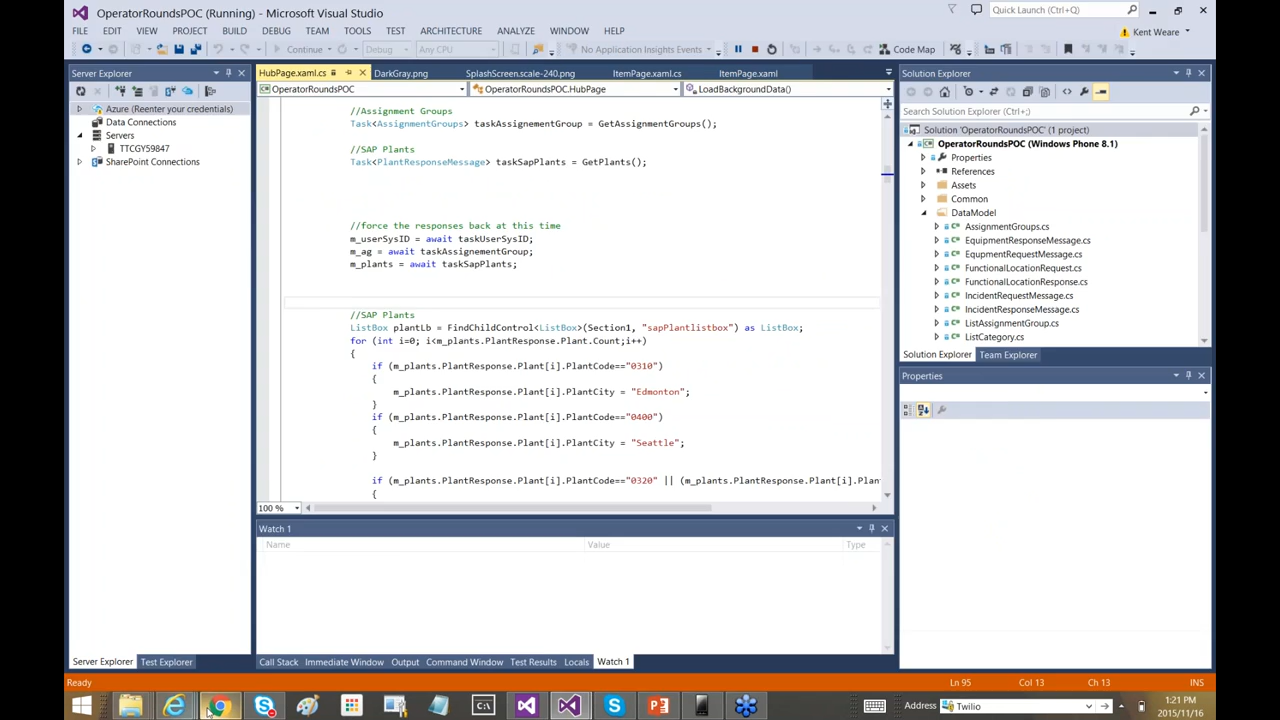 OperatorRoundsPOC (Running) - Microsoft Visual Studio
Quick Launch (Ctrl+Q)
FILE EDIT VIEW PROJECT BUILD DEBUG TEAM TOOLS TEST ARCHITECTURE ANALYZE WINDOW HELP
Kent Weare
Continue Debug Any CPU No Application Insights Events Code Map
Server Explorer
Azure (Reenter your credentials)
Data Connections
Servers
TTCGY59847
SharePoint Connections
HubPage.xaml.cs DarkGray.png SplashScreen.scale-240.png ItemPage.xaml.cs ItemPage.xaml
OperatorRoundsPOC OperatorRoundsPOC.HubPage LoadBackgroundData()
//Assignment Groups
Task<AssignmentGroups> taskAssignementGroup = GetAssignmentGroups();
//SAP Plants
Task<PlantResponseMessage> taskSapPlants = GetPlants();
//force the responses back at this time
m_userSysID = await taskUserSysID;
m_ag = await taskAssignementGroup;
m_plants = await taskSapPlants;
//SAP Plants
ListBox plantLb = FindChildControl<ListBox>(Section1, "sapPlantlistbox") as ListBox;
for (int i=0; i<m_plants.PlantResponse.Plant.Count;i++)
{
if (m_plants.PlantResponse.Plant[i].PlantCode=="0310")
{
m_plants.PlantResponse.Plant[i].PlantCity = "Edmonton";
}
if (m_plants.PlantResponse.Plant[i].PlantCode=="0400")
{
m_plants.PlantResponse.Plant[i].PlantCity = "Seattle";
}
if (m_plants.PlantResponse.Plant[i].PlantCode=="0320" || (m_plants.PlantResponse.Plant[i].Plan
{
100 %
Watch 1
Name Value Type
Server Explorer Test Explorer
Call Stack Immediate Window Output Command Window Test Results Locals Watch 1
Solution Explorer
Search Solution Explorer (Ctrl+;)
Solution 'OperatorRoundsPOC' (1 project)
OperatorRoundsPOC (Windows Phone 8.1)
Properties
References
Assets
Common
DataModel
AssignmentGroups.cs
EquipmentResponseMessage.cs
EqupmentRequestMessage.cs
FunctionalLocationRequest.cs
FunctionalLocationResponse.cs
IncidentRequestMessage.cs
IncidentResponseMessage.cs
ListAssignmentGroup.cs
ListCategory.cs
Solution Explorer Team Explorer
Properties
Ready Ln 95 Col 13 Ch 13 INS
Address Twilio
1:21 PM
2015/11/16